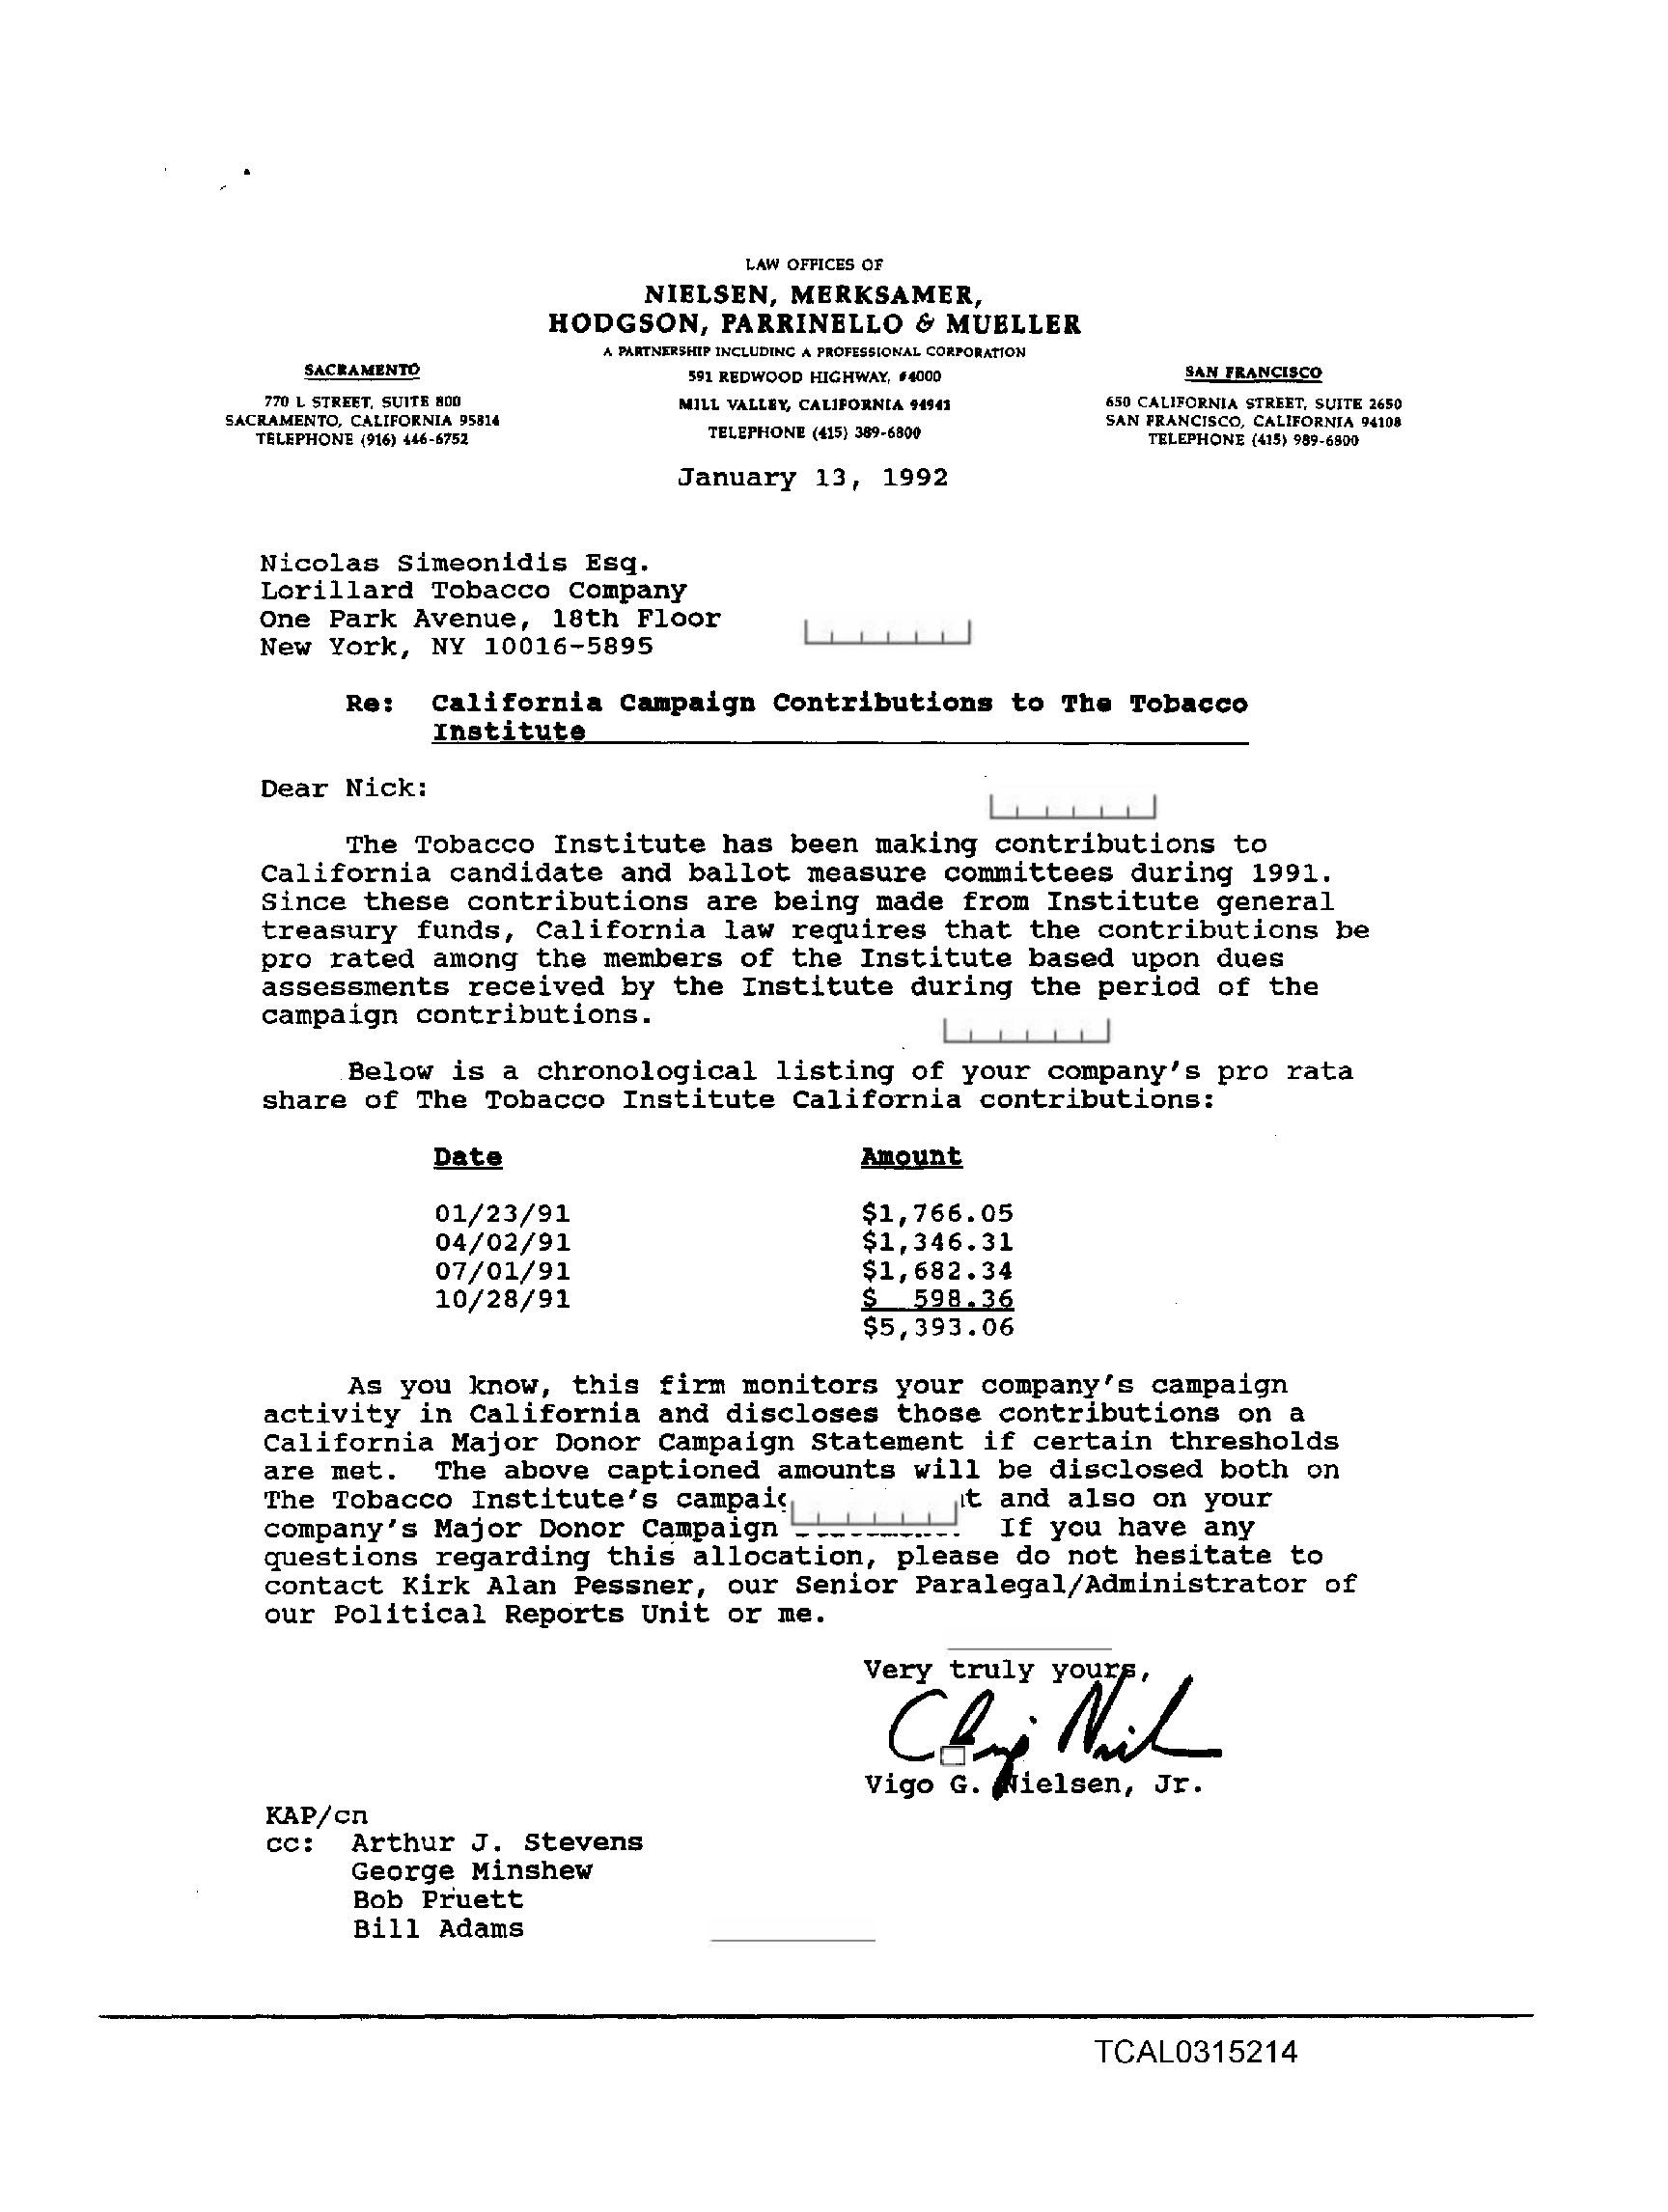 LAW OFFICES OF
NIELSEN, MERKSAMER,
HODGSON, PARRINELLO & MUELLER
A PARTNERSHIP INCLUDING A PROFESSIONAL CORPORATION
591 REDWOOD HIGHWAY, #4000
MILL VALLEY, CALIFORNIA 94941
TELEPHONE (415) 389-6800
SACRAMENTO
770 L STREET, SUITE 800
SACRAMENTO, CALIFORNIA 95814
TELEPHONE (916) 446-6752
SAN FRANCISCO
650 CALIFORNIA STREET, SUITE 2650
SAN FRANCISCO, CALIFORNIA 94108
TELEPHONE (415) 989-6800
January 13, 1992
Nicolas Simeonidis Esq.
Lorillard Tobacco Company
One Park Avenue, 18th Floor
New York, NY 10016-5895
Re: California Campaign Contributions to The Tobacco
Institute
Dear Nick:
The Tobacco Institute has been making contributions to
California candidate and ballot measure committees during 1991.
Since these contributions are being made from Institute general
treasury funds, California law requires that the contributions be
pro rated among the members of the Institute based upon dues
assessments received by the Institute during the period of the
campaign contributions.
Below is a chronological listing of your company's pro rata
share of The Tobacco Institute California contributions:
Date Amount
01/23/91 $1,766.05
04/02/91 $1,346.31
07/01/91 $1,682.34
10/28/91 $ 598.36
$5,393.06
As you know, this firm monitors your company's campaign
activity in California and discloses those contributions on a
California Major Donor Campaign Statement if certain thresholds
are met. The above captioned amounts will be disclosed both on
The Tobacco Institute's and also on your
company's Major Donor Campaign If you have any
questions regarding this allocation, please do not hesitate to
contact Kirk Alan Pessner, our Senior Paralegal/Administrator of
our Political Reports Unit or me.
Very truly yours,
Vigo G. Nielsen, Jr.
KAP/cn
cc: Arthur J. Stevens
George Minshew
Bob Pruett
Bill Adams
TCAL0315214